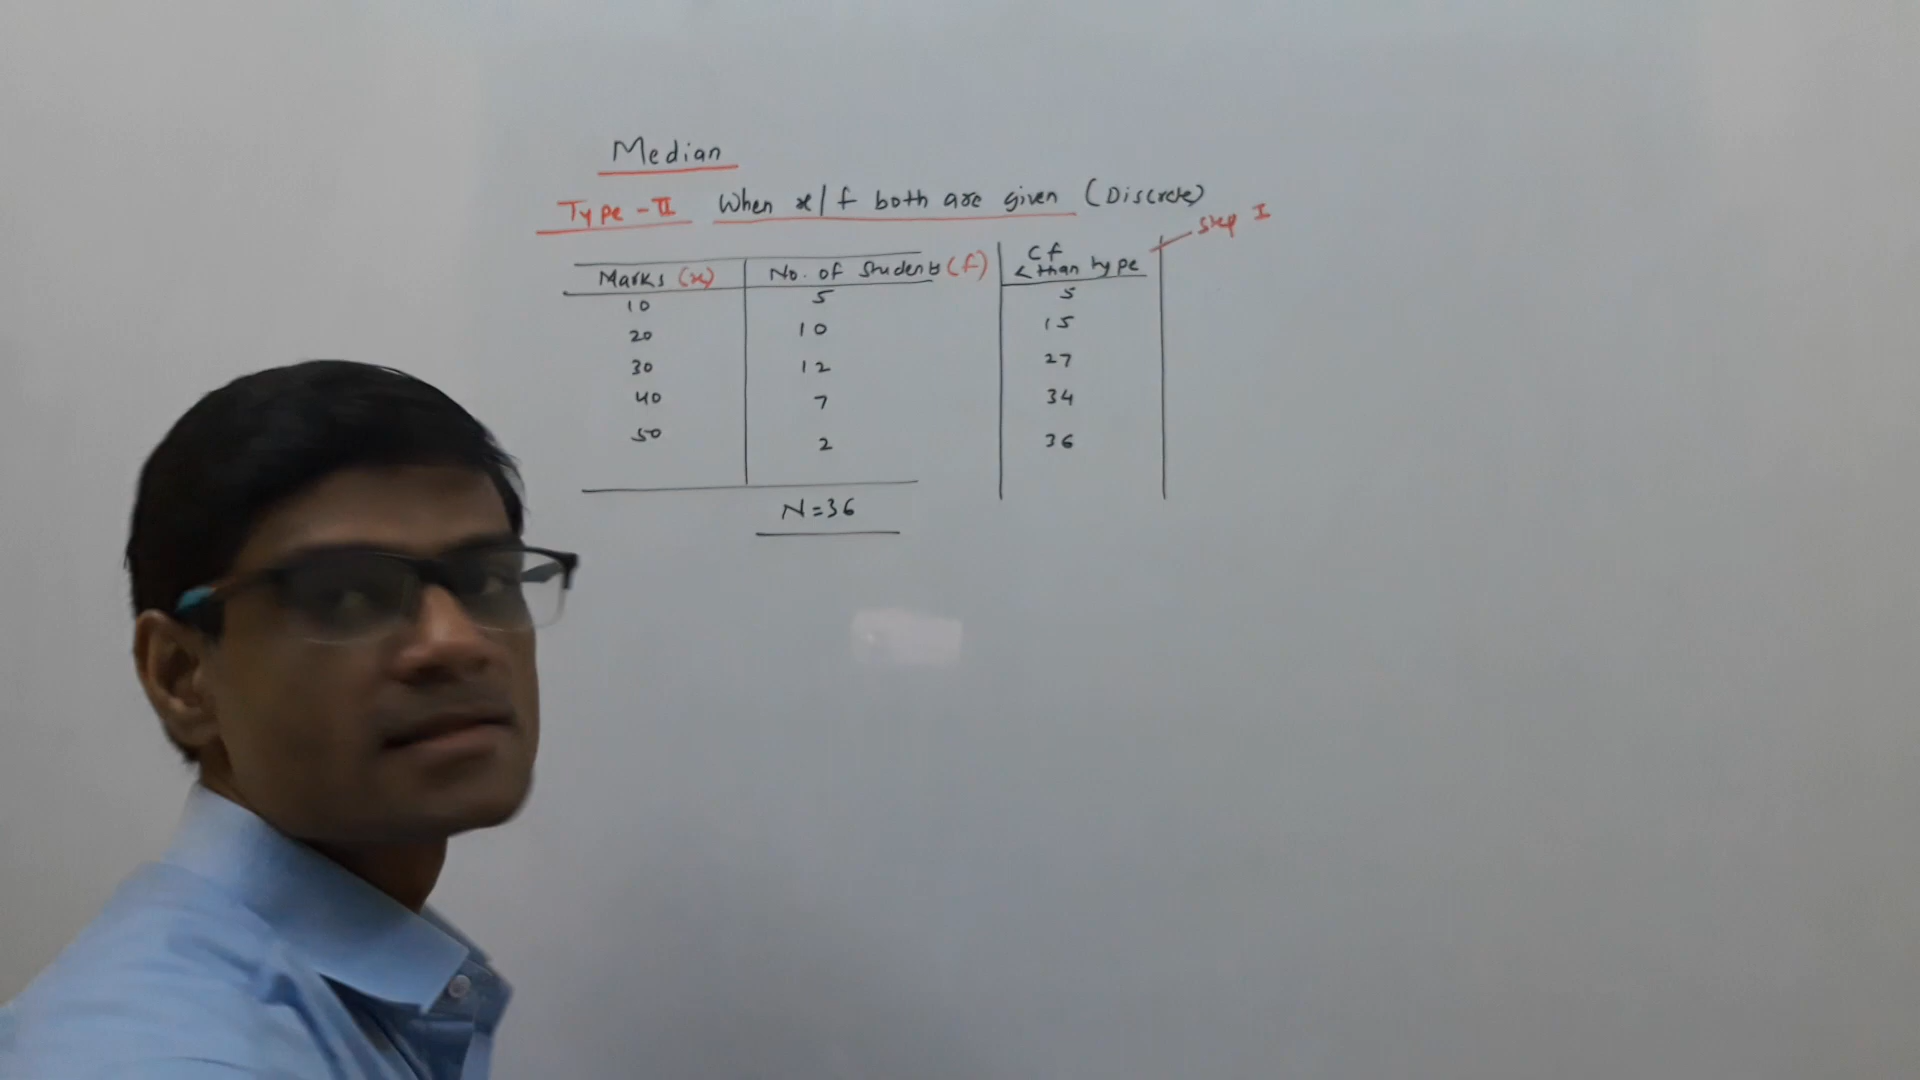 Median
Type-II When x/f both are given (Discrete)
Step I
Marks (x) No. of Students (f) Cf < than type
10 5 5
20 10 15
30 12 27
40 7 34
50 2 36
N=36